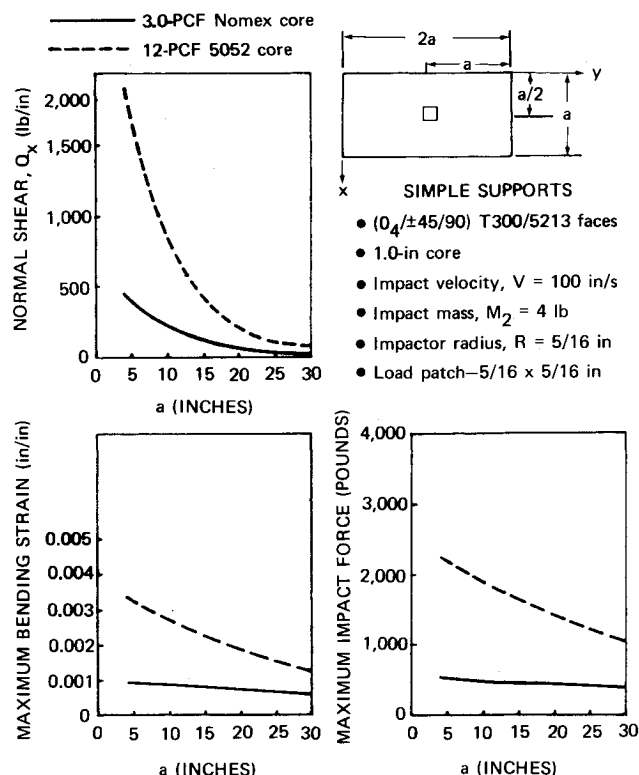 3.0-PCF Nomex core
12-PCF 5052 core
NORMAL SHEAR, Qx (lb/in)
2,000
1,500
1,000
500
0
0 5 10 15 20 25 30
a (INCHES)
2a
a
y
a/2
a
x
SIMPLE SUPPORTS
• (0₄/±45/90) T300/5213 faces
• 1.0-in core
• Impact velocity, V = 100 in/s
• Impact mass, M₂ = 4 lb
• Impactor radius, R = 5/16 in
• Load patch–5/16 x 5/16 in
MAXIMUM BENDING STRAIN (in/in)
0.005
0.004
0.003
0.002
0.001
0
0 5 10 15 20 25 30
a (INCHES)
MAXIMUM IMPACT FORCE (POUNDS)
4,000
3,000
2,000
1,000
0
0 5 10 15 20 25 30
a (INCHES)